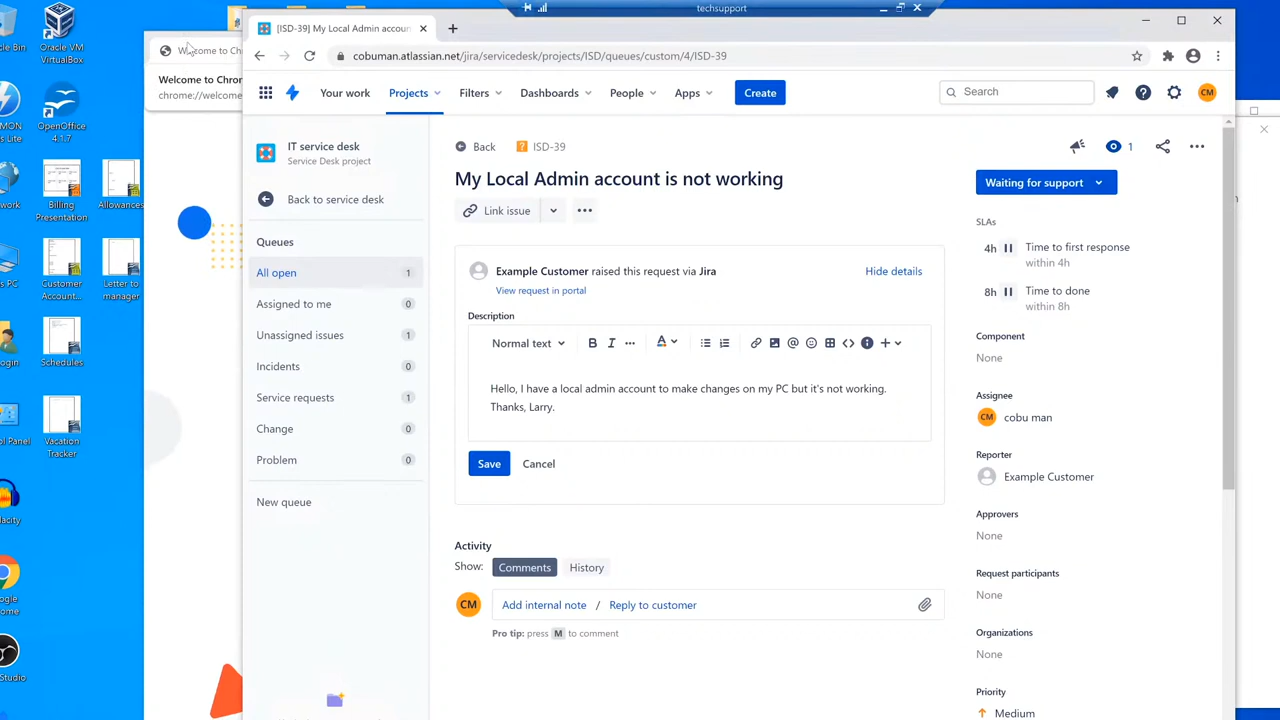 techsupport
[ISD-39] My Local Admin accoun
cobuman.atlassian.net/jira/servicedesk/projects/ISD/queues/custom/4/ISD-39
Your work Projects Filters Dashboards People Apps Create Search CM
IT service desk
Service Desk project
Back to service desk
Queues
All open 1
Assigned to me 0
Unassigned issues 1
Incidents 0
Service requests 1
Change 0
Problem 0
New queue
Back ISD-39
My Local Admin account is not working
Link issue
Example Customer raised this request via Jira Hide details
View request in portal
Description
Normal text B I A
Hello, I have a local admin account to make changes on my PC but it's not working.
Thanks, Larry.
Save Cancel
Activity
Show: Comments History
CM Add internal note / Reply to customer
Pro tip: press M to comment
1
Waiting for support
SLAs
4h Time to first response
within 4h
8h Time to done
within 8h
Component
None
Assignee
CM cobu man
Reporter
Example Customer
Approvers
None
Request participants
None
Organizations
None
Priority
Medium
Welcome to Ch
Welcome to Chror
chrome://welcome
Oracle VM
VirtualBox
OpenOffice
4.1.7
Billing
Presentation
Allowances
Customer
Account...
Letter to
manager
Schedules
Vacation
Tracker